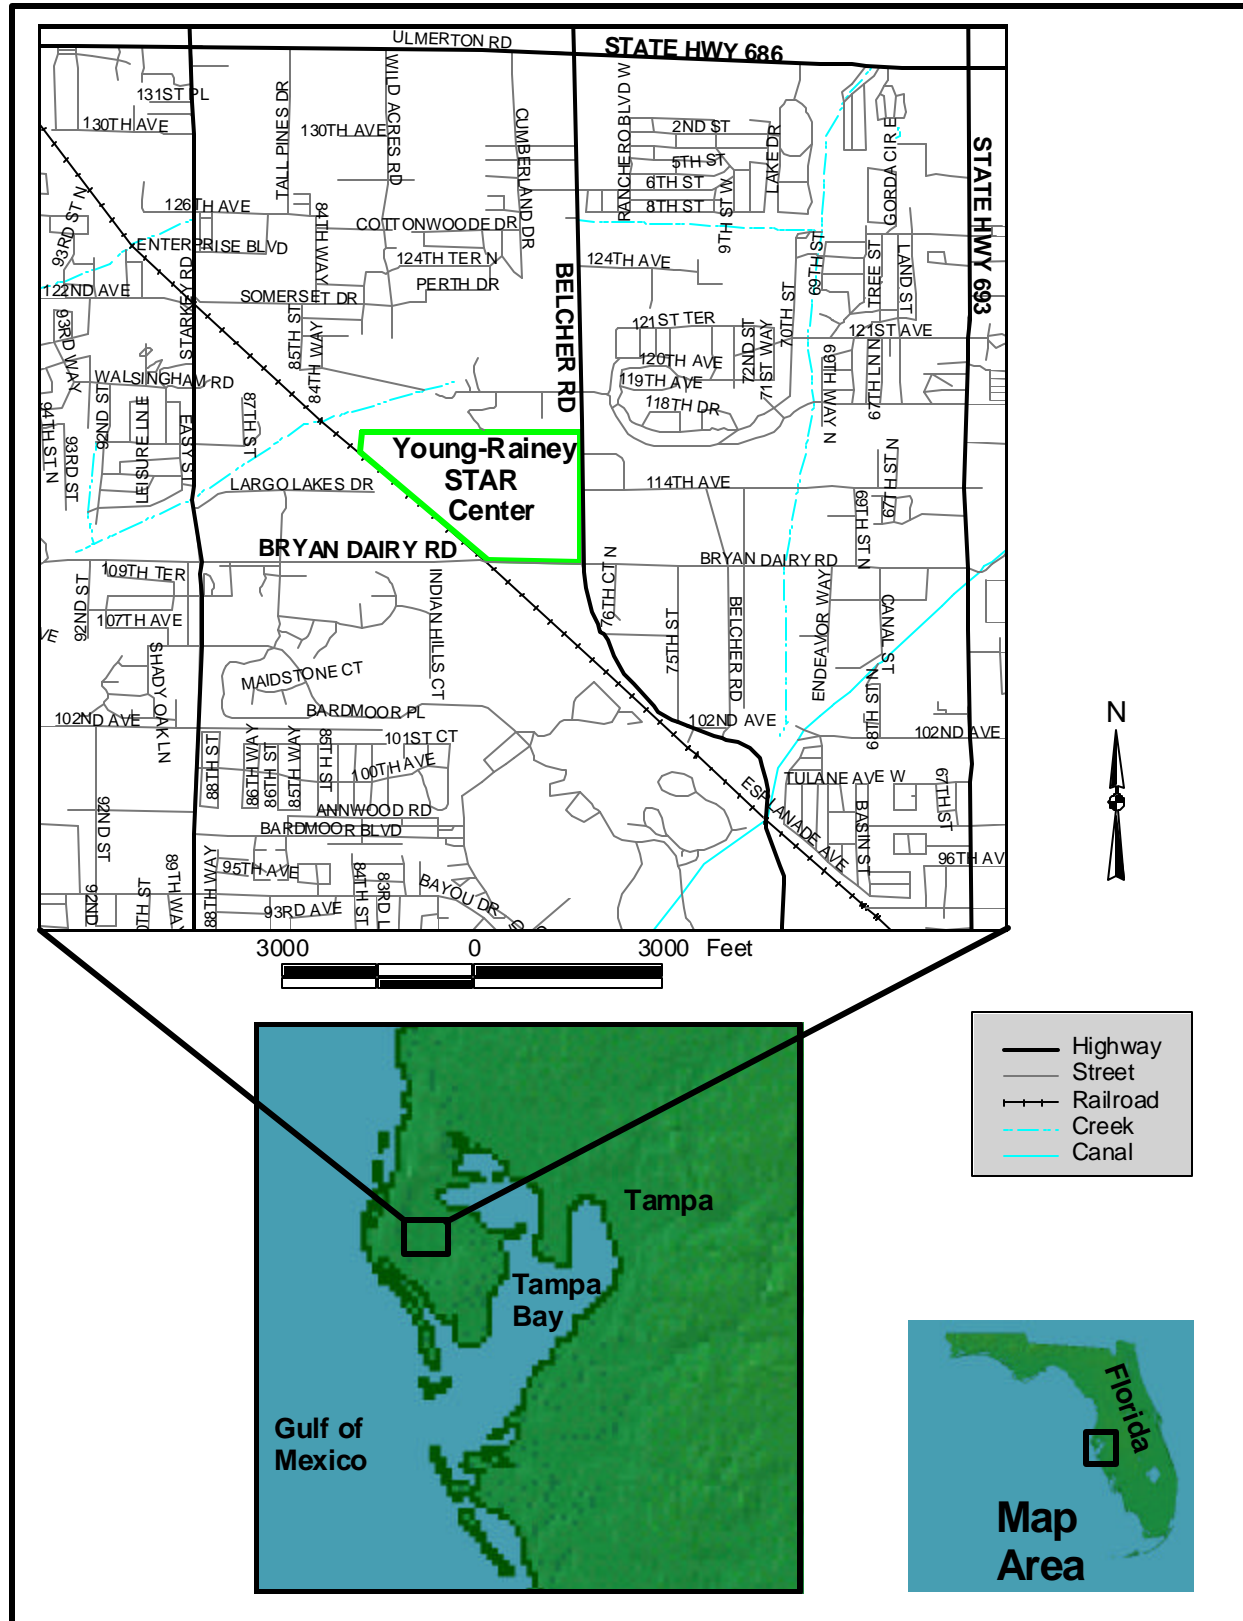 ULMERTON RD
STATE HWY 686
131ST PL
130TH AVE
TALL PINES DR
130TH AVE
WILD ACRES RD
CUMBERLAND DR
RANCHERO BLVD W
2ND ST
5TH ST
6TH ST
8TH ST
9TH ST W
LAKE DR
GORDA CIR E
STATE HWY 693
93RD ST N
126TH AVE
84TH WAY
COTTONWOODE DR
ENTERPRISE BLVD
124TH TER N
PERTH DR
122ND AVE
STARKEY RD
SOMERSET DR
BELCHER RD
124TH AVE
69TH ST
TREE ST
LAND ST
70TH ST
121ST TER
121ST AVE
93RD WAY
85TH ST
84TH WAY
120TH AVE
119TH AVE
118TH DR
72ND ST
71ST WAY
69TH WAY N
67TH LN N
WALSINGHAM RD
94TH ST N
93RD ST
92ND ST
LEISURE LNE
EASY ST
87TH ST
Young-Rainey
STAR
Center
LARGO LAKES DR
114TH AVE
69TH ST N
67TH ST N
BRYAN DAIRY RD
BRYAN DAIRY RD
109TH TER
92ND ST
107TH AVE
VE
INDIAN HILLS CT
76TH CT N
75TH ST
BELCHER RD
ENDEAVOR WAY
CANAL ST
SHADY OAK LN
MAIDSTONE CT
BARDMOOR PL
102ND AVE
102ND AVE
68TH ST N
102ND AVE
88TH ST
86TH WAY
86TH ST
85TH WAY
85TH ST
101ST CT
100TH AVE
ESPLANADE AVE
TULANE AVE W
BASIN ST
67TH ST
92ND ST
ANNWOOD RD
BARDMOOR BLVD
96TH AV
89TH WA
88TH WAY
95TH AVE
84TH ST
83RD L
BAYOU DR
92ND
TH ST
93RD AVE
N
3000 0 3000 Feet
Highway
Street
Railroad
Creek
Canal
Tampa
Tampa
Bay
Gulf of
Mexico
Florida
Map
Area